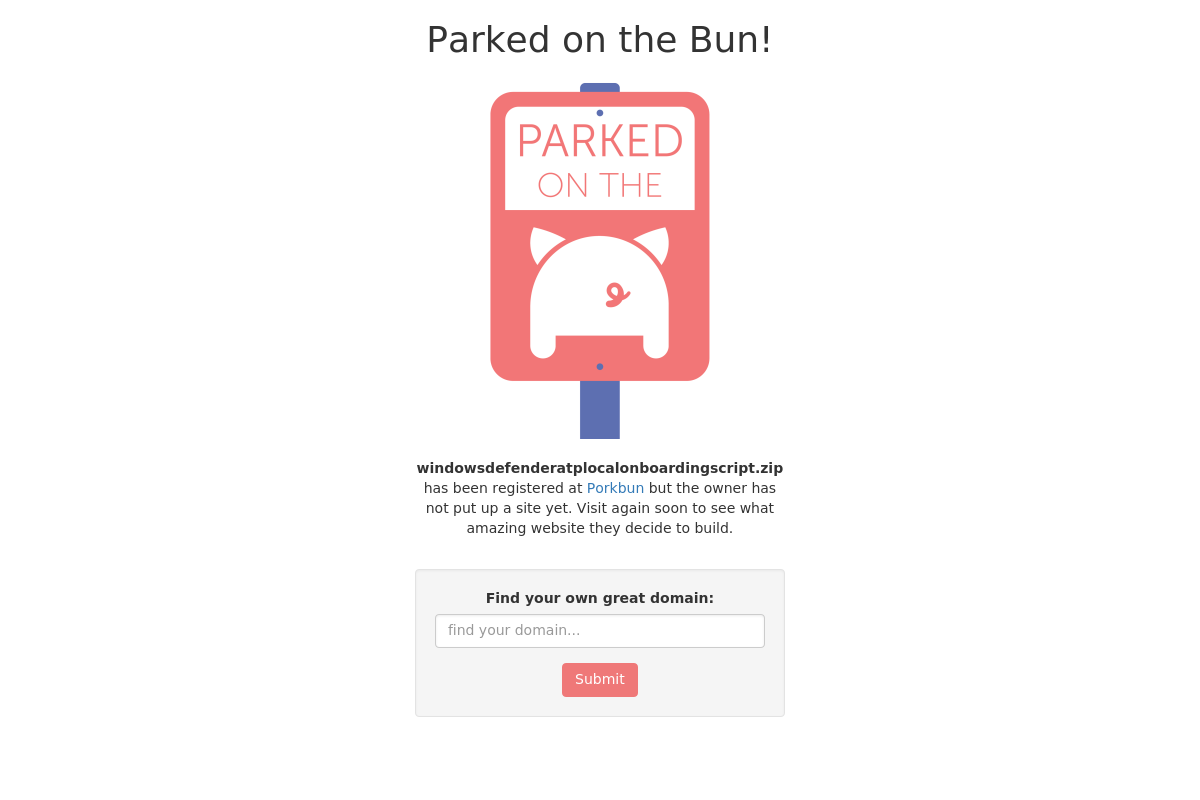 Parked on the Bun!
PARKED
ON THE
windowsdefenderatplocalonboardingscript.zip
has been registered at Porkbun but the owner has
not put up a site yet. Visit again soon to see what
amazing website they decide to build.
Find your own great domain:
find your domain...
Submit